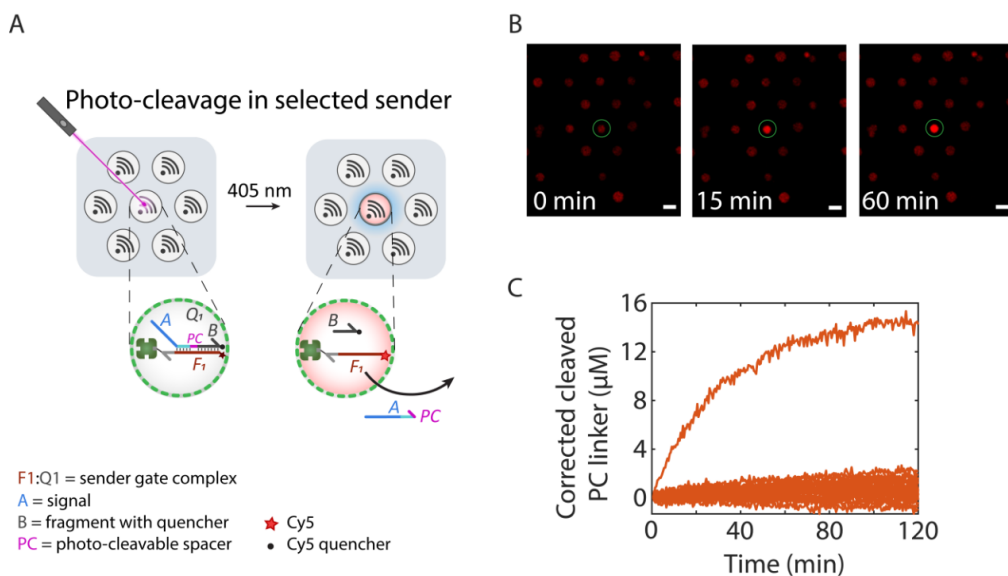 A
Photo-cleavage in selected sender
405 nm
A
Q₁
PC
B
F₁
B
F₁
A
PC
F1:Q1 = sender gate complex
A = signal
B = fragment with quencher
PC = photo-cleavable spacer
Cy5
Cy5 quencher
B
0 min
15 min
60 min
C
Corrected cleaved
PC linker (μM)
16
12
8
4
0
0
40
80
120
Time (min)